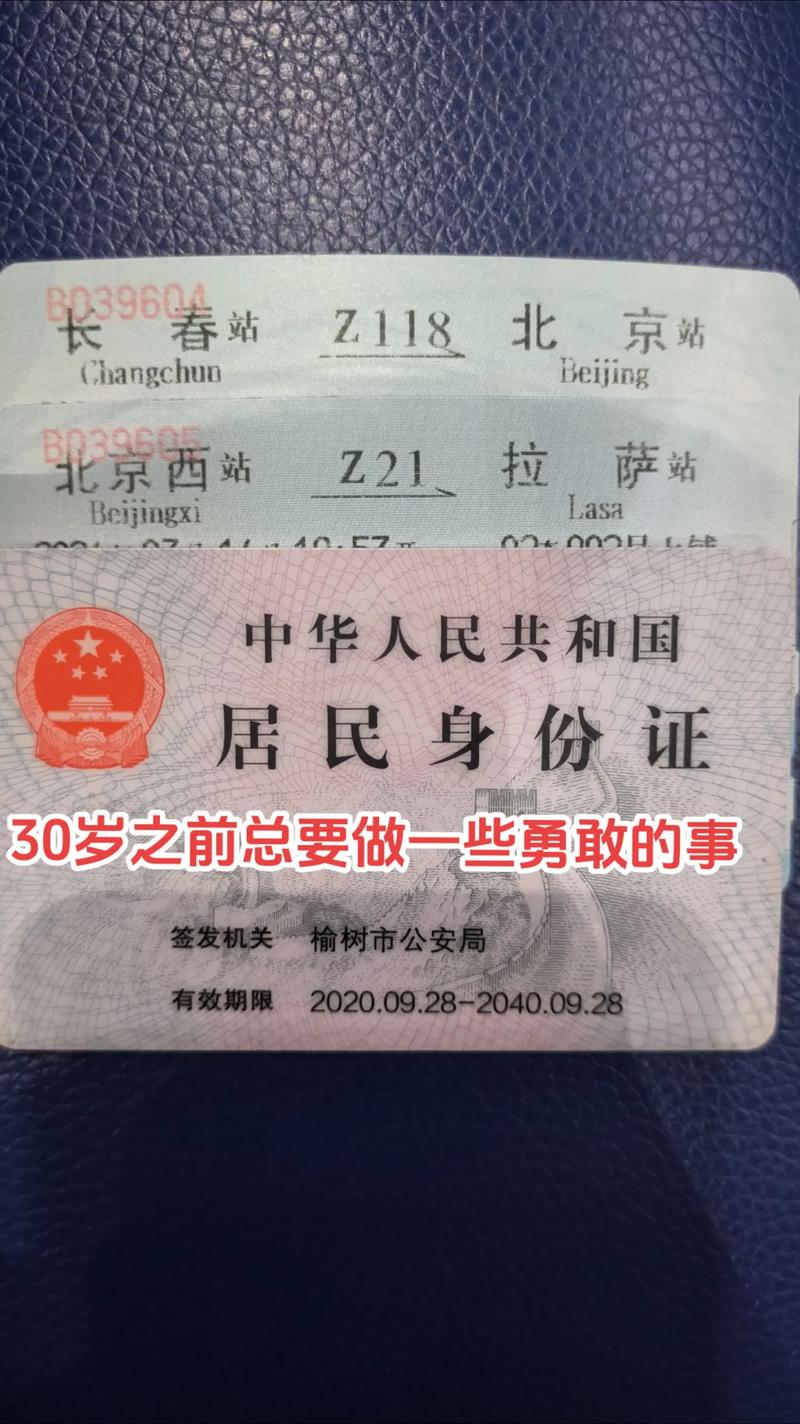 B039604
长春站 Z118 北京站
Changchun Beijing
B039605
北京西站 Z21 拉萨站
Beijingxi Lasa
中华人民共和国
居民身份证
30岁之前总要做一些勇敢的事
签发机关 榆树市公安局
有效期限 2020.09.28-2040.09.28